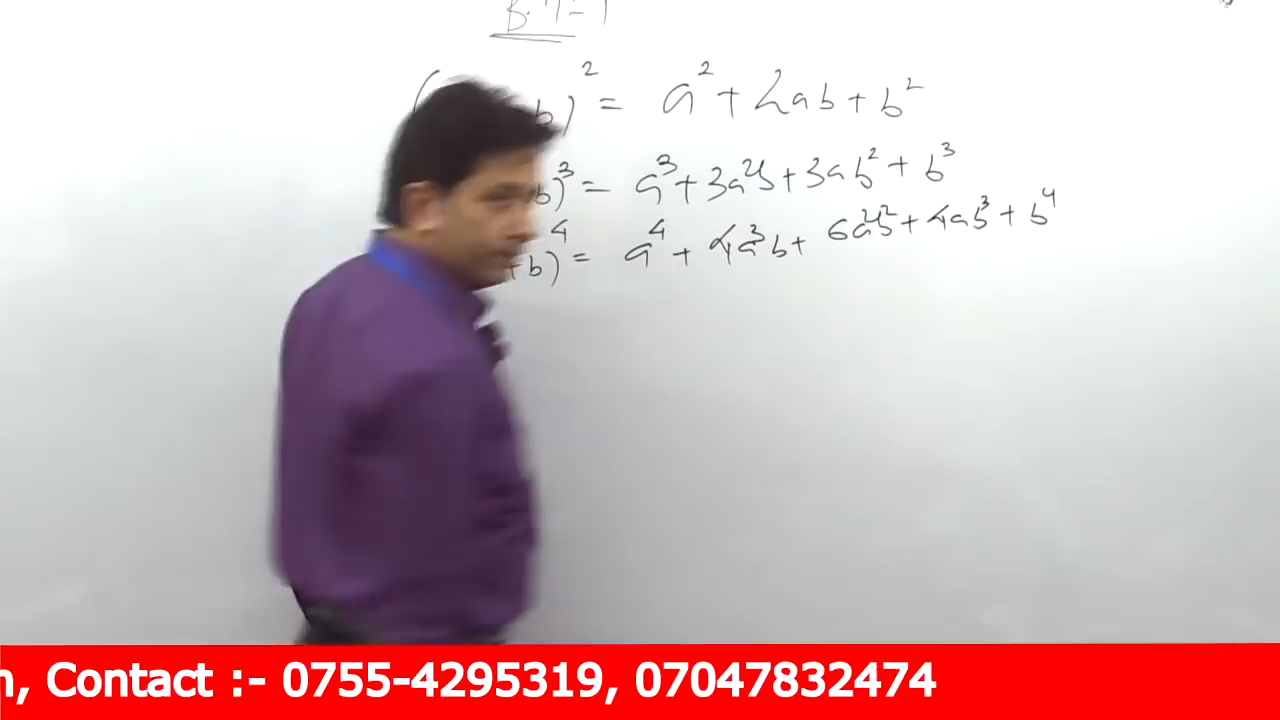 B.T-1
( b)² = a² + 2ab + b²
b)³ = a³ + 3a²b + 3ab² + b³
+b)⁴ = a⁴ + 4a³b + 6a²b² + 4ab³ + b⁴
n, Contact :- 0755-4295319, 07047832474